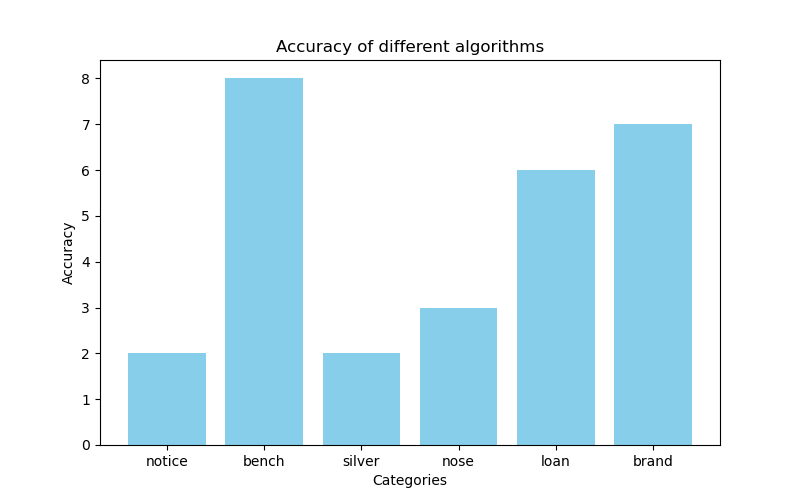 Accuracy of different algorithms
Accuracy
8
7
6
5
4
3
2
1
0
notice bench silver nose loan brand
Categories